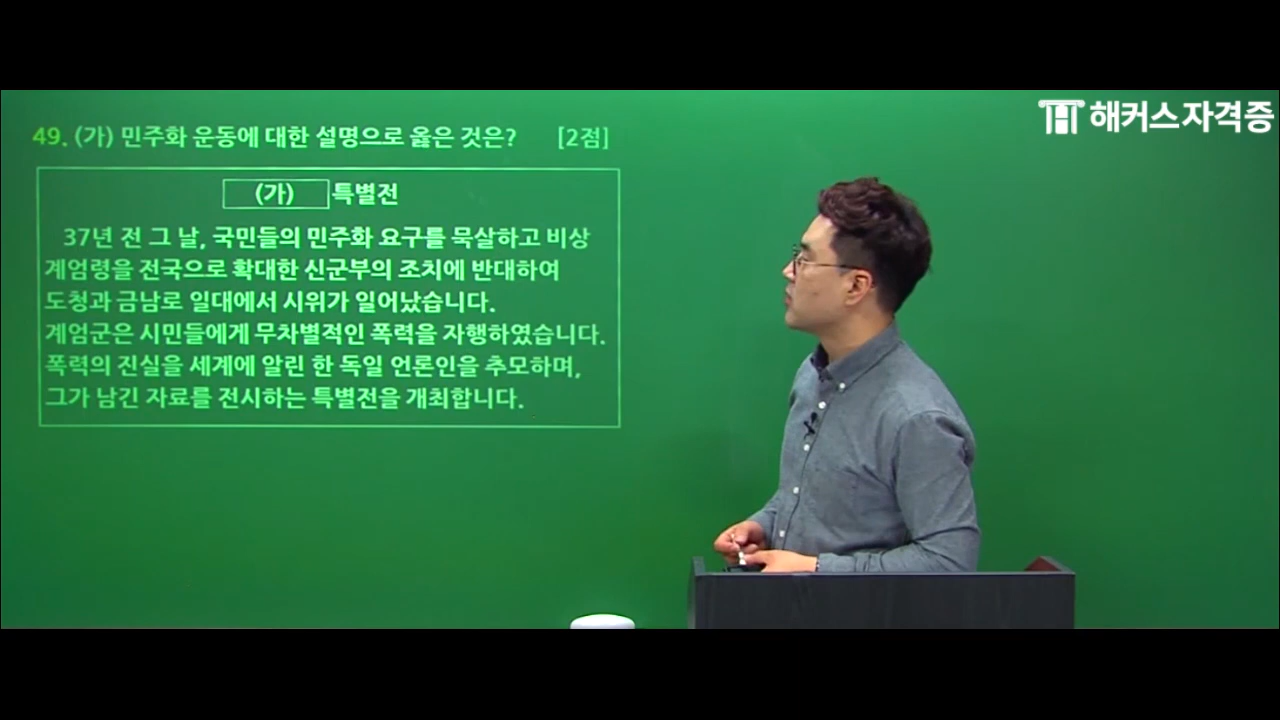 해커스자격증
49. (가) 민주화 운동에 대한 설명으로 옳은 것은? [2점]
(가) 특별전
37년 전 그 날, 국민들의 민주화 요구를 묵살하고 비상
계엄령을 전국으로 확대한 신군부의 조치에 반대하여
도청과 금남로 일대에서 시위가 일어났습니다.
계엄군은 시민들에게 무차별적인 폭력을 자행하였습니다.
폭력의 진실을 세계에 알린 한 독일 언론인을 추모하며,
그가 남긴 자료를 전시하는 특별전을 개최합니다.